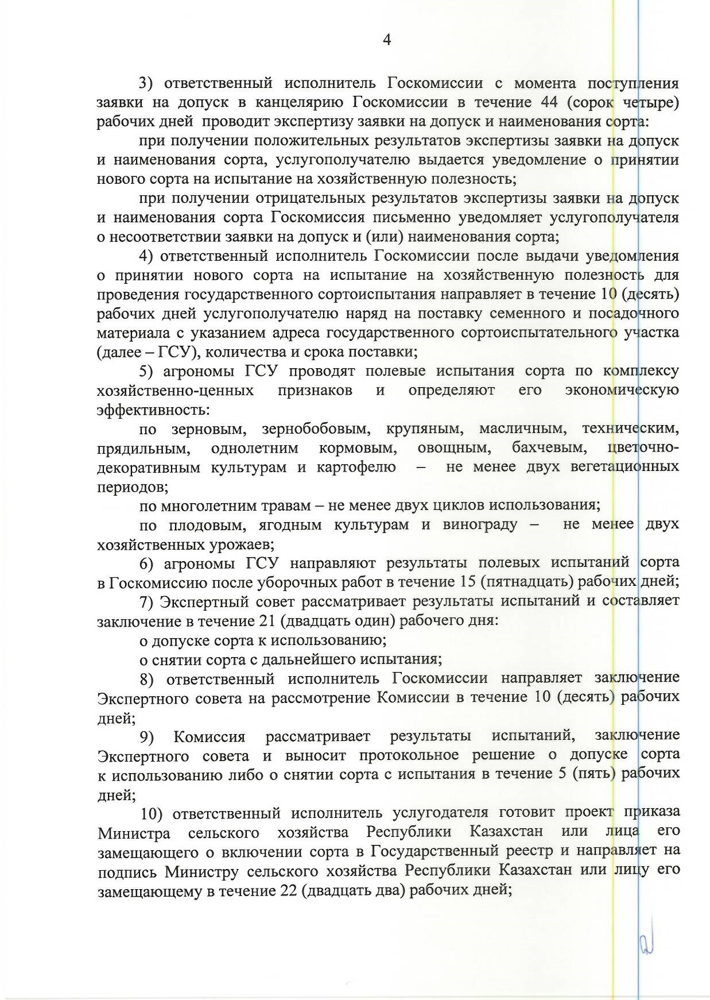 4
3) ответственный исполнитель Госкомиссии с момента поступления
заявки на допуск в канцелярию Госкомиссии в течение 44 (сорок четыре)
рабочих дней проводит экспертизу заявки на допуск и наименования сорта:
при получении положительных результатов экспертизы заявки на допуск
и наименования сорта, услугополучателю выдается уведомление о принятии
нового сорта на испытание на хозяйственную полезность;
при получении отрицательных результатов экспертизы заявки на допуск
и наименования сорта Госкомиссия письменно уведомляет услугополучателя
о несоответствии заявки на допуск и (или) наименования сорта;
4) ответственный исполнитель Госкомиссии после выдачи уведомления
о принятии нового сорта на испытание на хозяйственную полезность для
проведения государственного сортоиспытания направляет в течение 10 (десять)
рабочих дней услугополучателю наряд на поставку семенного и посадочного
материала с указанием адреса государственного сортоиспытательного участка
(далее – ГСУ), количества и срока поставки;
5) агрономы ГСУ проводят полевые испытания сорта по комплексу
хозяйственно-ценных признаков и определяют его экономическую
эффективность:
по зерновым, зернобобовым, крупяным, масличным, техническим,
прядильным, однолетним кормовым, овощным, бахчевым, цветочно-
декоративным культурам и картофелю – не менее двух вегетационных
периодов;
по многолетним травам – не менее двух циклов использования;
по плодовым, ягодным культурам и винограду – не менее двух
хозяйственных урожаев;
6) агрономы ГСУ направляют результаты полевых испытаний сорта
в Госкомиссию после уборочных работ в течение 15 (пятнадцать) рабочих дней;
7) Экспертный совет рассматривает результаты испытаний и составляет
заключение в течение 21 (двадцать один) рабочего дня:
о допуске сорта к использованию;
о снятии сорта с дальнейшего испытания;
8) ответственный исполнитель Госкомиссии направляет заключение
Экспертного совета на рассмотрение Комиссии в течение 10 (десять) рабочих
дней;
9) Комиссия рассматривает результаты испытаний, заключение
Экспертного совета и выносит протокольное решение о допуске сорта
к использованию либо о снятии сорта с испытания в течение 5 (пять) рабочих
дней;
10) ответственный исполнитель услугодателя готовит проект приказа
Министра сельского хозяйства Республики Казахстан или лица его
замещающего о включении сорта в Государственный реестр и направляет на
подпись Министру сельского хозяйства Республики Казахстан или лицу его
замещающему в течение 22 (двадцать два) рабочих дней;